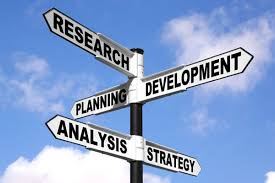 RESEARCH
DEVELOPMENT
PLANNING
ANALYSIS
STRATEGY